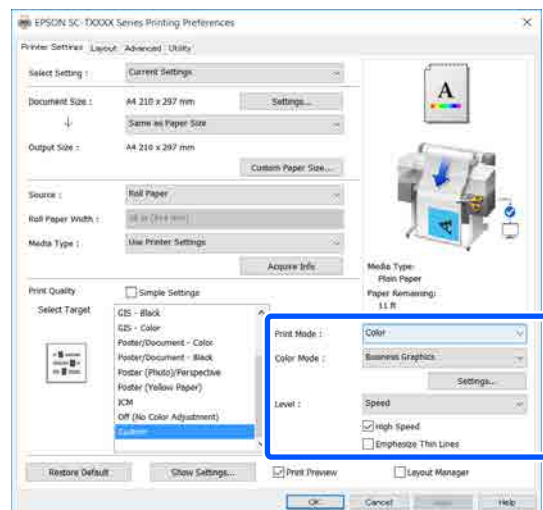 EPSON SC-TXXXX Series Printing Preferences
Printer Settings Layout Advanced Utility
Select Setting : Current Settings
Document Size : A4 210 x 297 mm Settings...
Same as Paper Size
Output Size : A4 210 x 297 mm
Custom Paper Size...
Source : Roll Paper
Roll Paper Width :
Media Type : Use Printer Settings
Acquire Info
A
Media Type:
Plain Paper
Paper Remaining:
11 ft
Print Quality Simple Settings
Select Target
GIS - Black
GIS - Color
Poster/Document - Color
Poster/Document - Black
Poster (Photo)/Perspective
Poster (Yellow Paper)
ICM
Off (No Color Adjustment)
Custom
Print Mode : Color
Color Mode : Business Graphics
Settings...
Level : Speed
High Speed
Emphasize Thin Lines
Restore Default Show Settings... Print Preview Layout Manager
OK Cancel Help